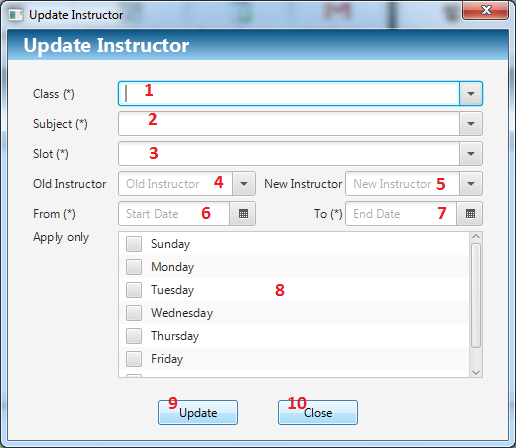 Update Instructor
Update Instructor
Class (*) 1
Subject (*) 2
Slot (*) 3
Old Instructor Old Instructor 4 New Instructor New Instructor 5
From (*) Start Date 6 To (*) End Date 7
Apply only
Sunday
Monday
Tuesday 8
Wednesday
Thursday
Friday
9 Update 10 Close